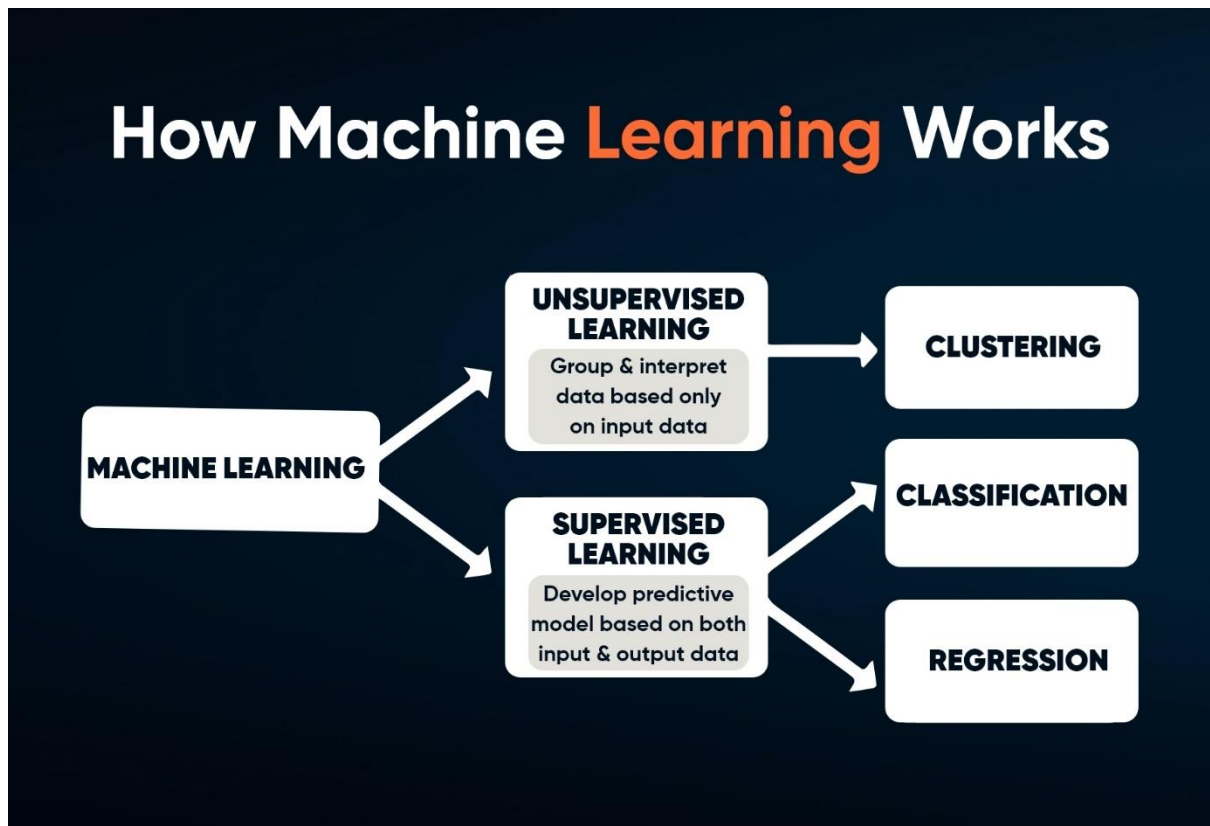 How Machine Learning Works
MACHINE LEARNING
UNSUPERVISED
LEARNING
Group & interpret
data based only
on input data
SUPERVISED
LEARNING
Develop predictive
model based on both
input & output data
CLUSTERING
CLASSIFICATION
REGRESSION